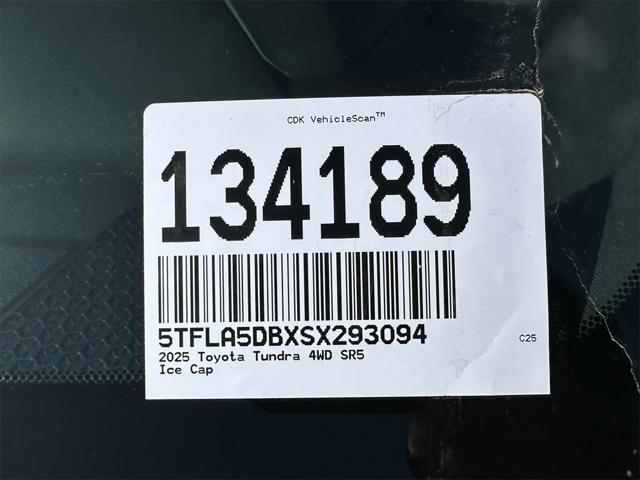 CDK VehicleScan™
134189
5TFLA5DBXSX293094
2025 Toyota Tundra 4WD SR5
Ice Cap
C25